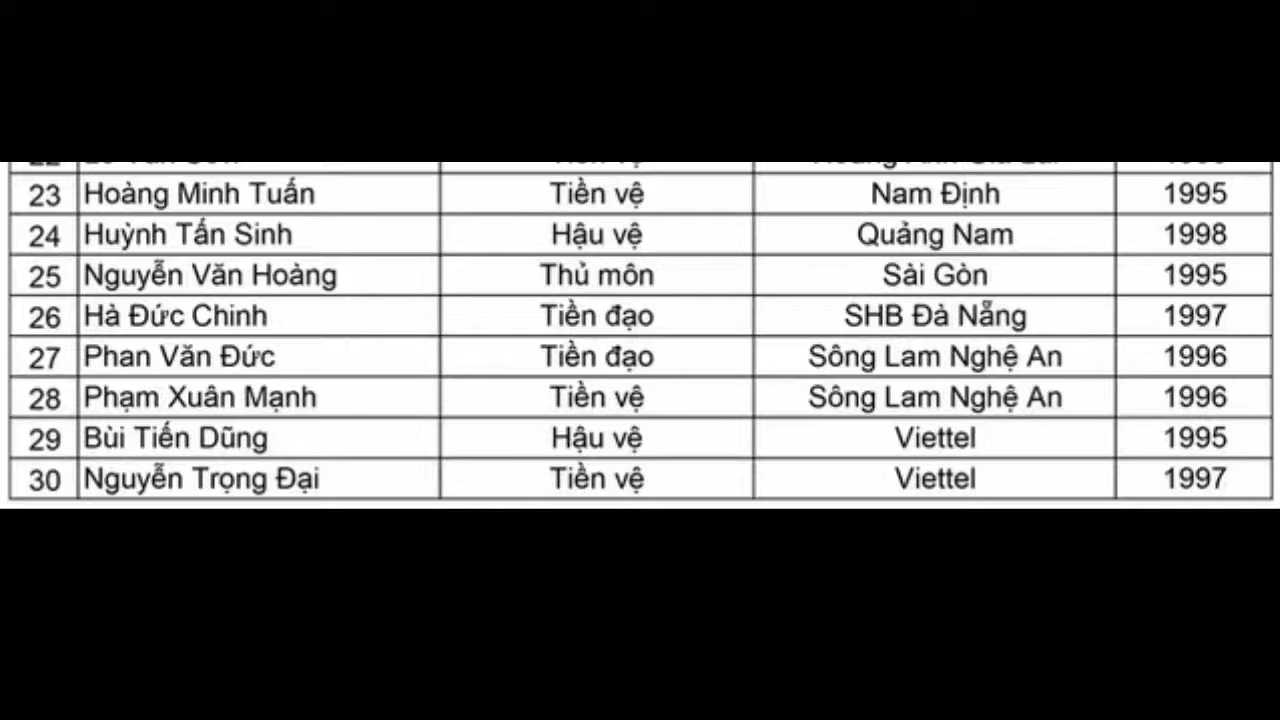 23 Hoàng Minh Tuấn Tiền vệ Nam Định 1995
24 Huỳnh Tấn Sinh Hậu vệ Quảng Nam 1998
25 Nguyễn Văn Hoàng Thủ môn Sài Gòn 1995
26 Hà Đức Chinh Tiền đạo SHB Đà Nẵng 1997
27 Phan Văn Đức Tiền đạo Sông Lam Nghệ An 1996
28 Phạm Xuân Mạnh Tiền vệ Sông Lam Nghệ An 1996
29 Bùi Tiến Dũng Hậu vệ Viettel 1995
30 Nguyễn Trọng Đại Tiền vệ Viettel 1997